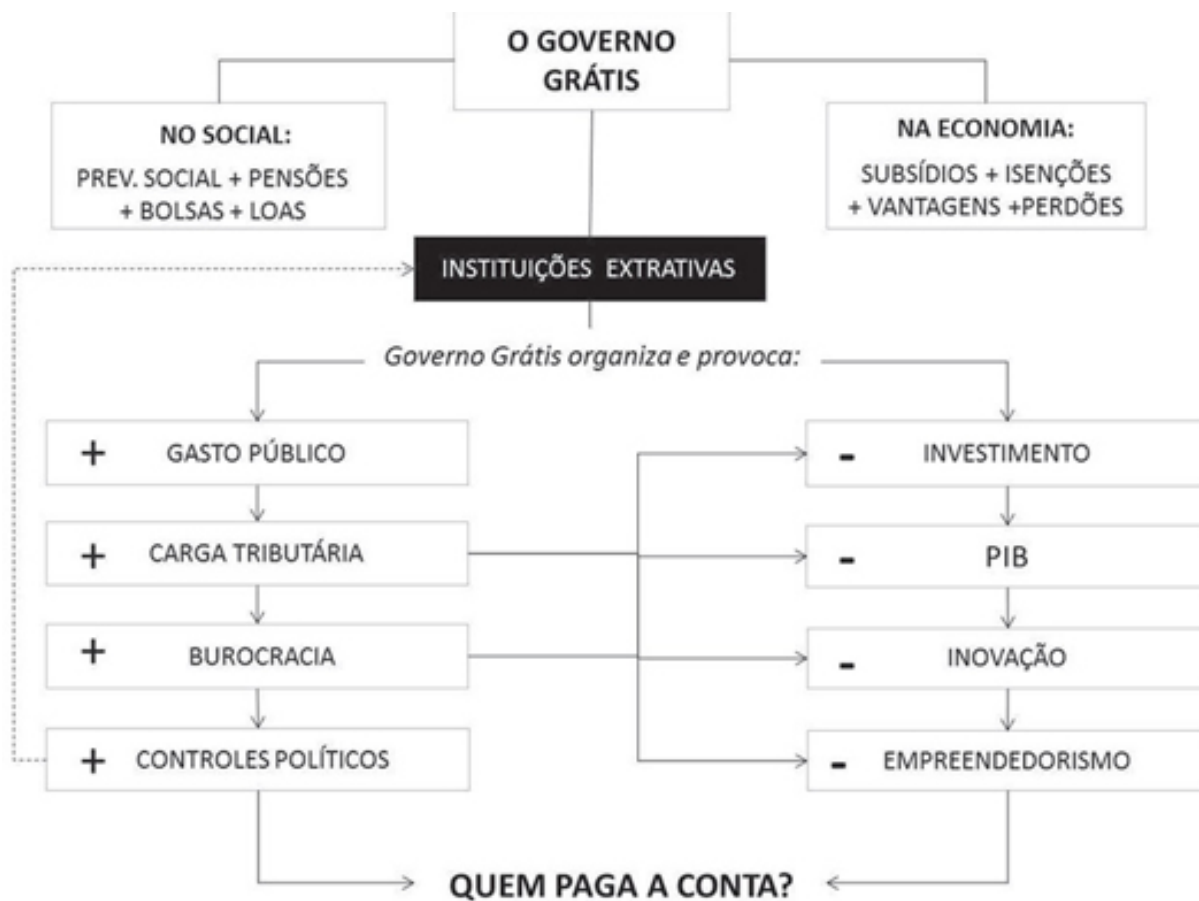 O GOVERNO
GRÁTIS
NO SOCIAL:
PREV. SOCIAL + PENSÕES
+ BOLSAS + LOAS
NA ECONOMIA:
SUBSÍDIOS + ISENÇÕES
+ VANTAGENS +PERDÕES
INSTITUIÇÕES EXTRATIVAS
Governo Grátis organiza e provoca:
+ GASTO PÚBLICO
+ CARGA TRIBUTÁRIA
+ BUROCRACIA
+ CONTROLES POLÍTICOS
- INVESTIMENTO
- PIB
- INOVAÇÃO
- EMPREENDEDORISMO
QUEM PAGA A CONTA?